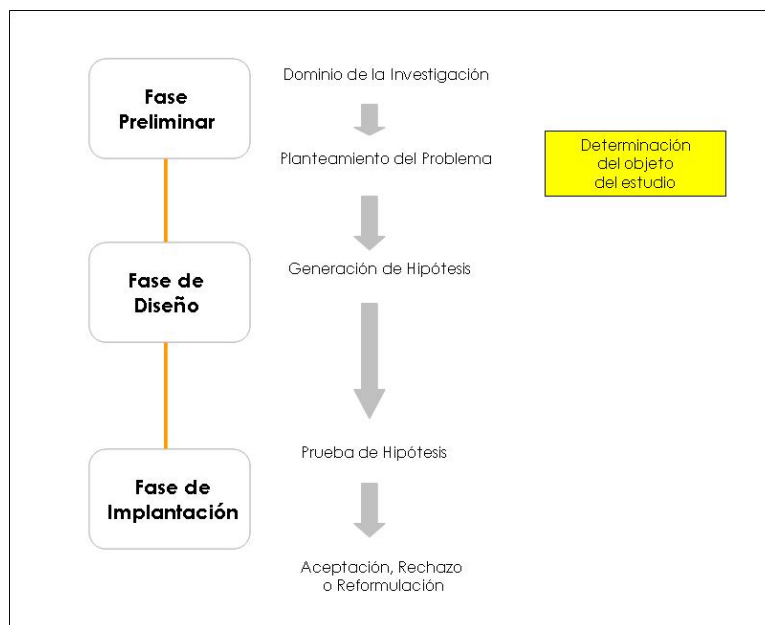 Fase
Preliminar
Dominio de la Investigación
Planteamiento del Problema
Determinación
del objeto
del estudio
Fase de
Diseño
Generación de Hipótesis
Fase de
Implantación
Prueba de Hipótesis
Aceptación, Rechazo
o Reformulación